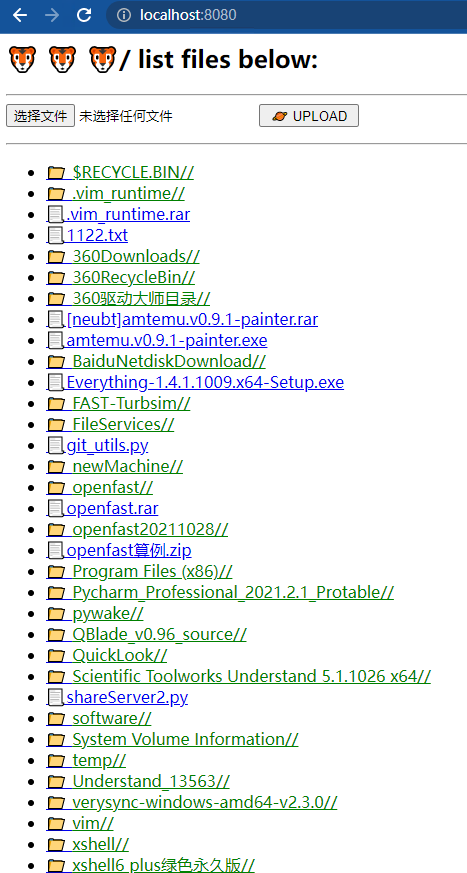 localhost:8080
/ list files below:
选择文件 未选择任何文件 UPLOAD
$RECYCLE.BIN//
.vim_runtime//
.vim_runtime.rar
1122.txt
360Downloads//
360RecycleBin//
360驱动大师目录//
[neubt]amtemu.v0.9.1-painter.rar
amtemu.v0.9.1-painter.exe
BaiduNetdiskDownload//
Everything-1.4.1.1009.x64-Setup.exe
FAST-Turbsim//
FileServices//
git_utils.py
newMachine//
openfast//
openfast.rar
openfast20211028//
openfast算例.zip
Program Files (x86)//
Pycharm_Professional_2021.2.1_Protable//
pywake//
QBlade_v0.96_source//
QuickLook//
Scientific Toolworks Understand 5.1.1026 x64//
shareServer2.py
software//
System Volume Information//
temp//
Understand_13563//
verysync-windows-amd64-v2.3.0//
vim//
xshell//
xshell6 plus绿色永久版//